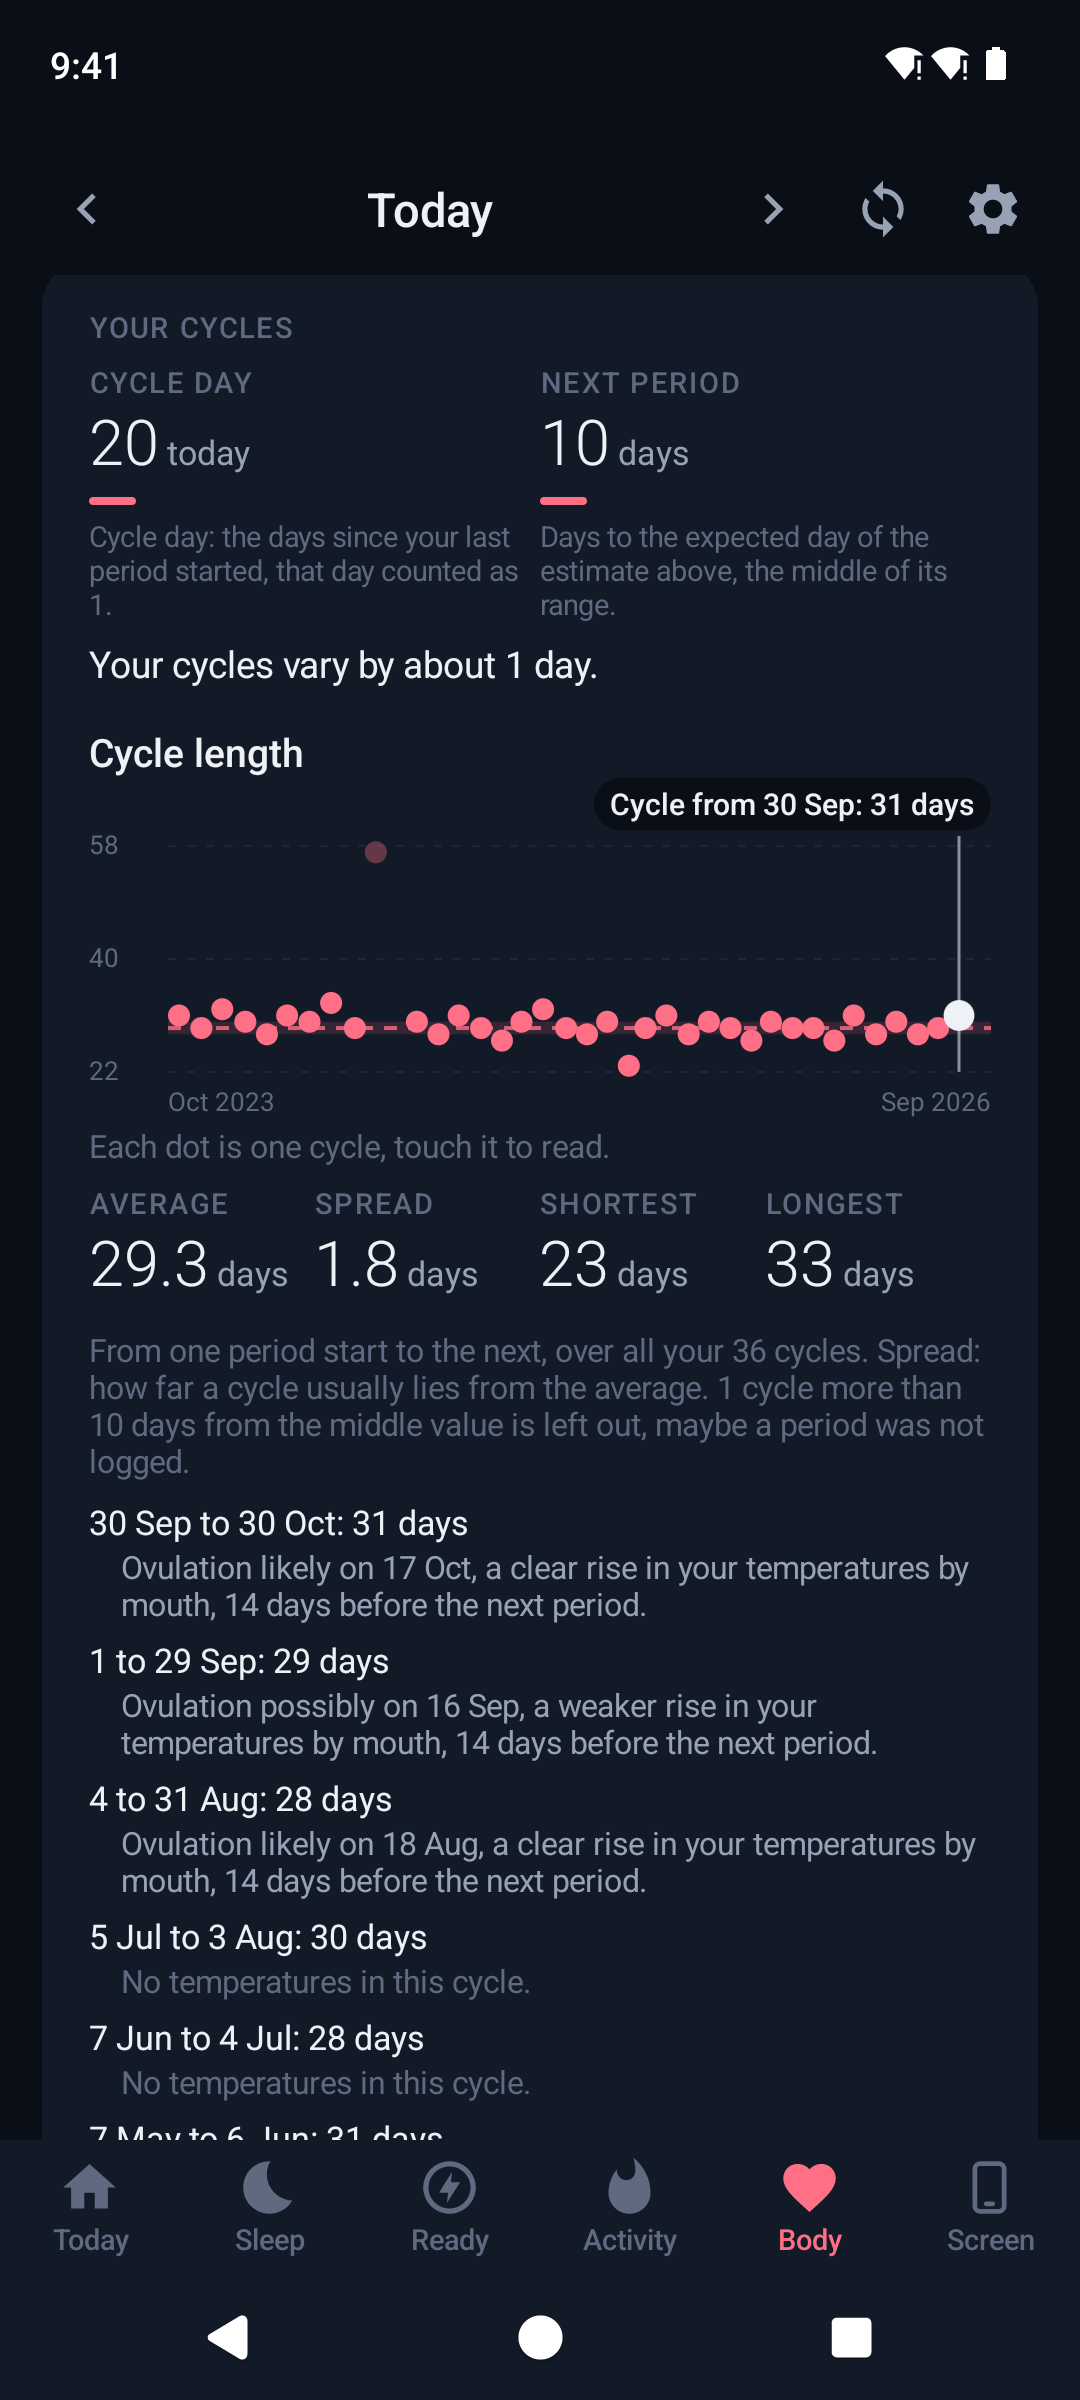 9:41
Today
YOUR CYCLES
CYCLE DAY
20 today
Cycle day: the days since your last
period started, that day counted as
1.
NEXT PERIOD
10 days
Days to the expected day of the
estimate above, the middle of its
range.
Your cycles vary by about 1 day.
Cycle length
Cycle from 30 Sep: 31 days
58
40
22
Oct 2023
Sep 2026
Each dot is one cycle, touch it to read.
AVERAGE
29.3 days
SPREAD
1.8 days
SHORTEST
23 days
LONGEST
33 days
From one period start to the next, over all your 36 cycles. Spread:
how far a cycle usually lies from the average. 1 cycle more than
10 days from the middle value is left out, maybe a period was not
logged.
30 Sep to 30 Oct: 31 days
Ovulation likely on 17 Oct, a clear rise in your temperatures by
mouth, 14 days before the next period.
1 to 29 Sep: 29 days
Ovulation possibly on 16 Sep, a weaker rise in your
temperatures by mouth, 14 days before the next period.
4 to 31 Aug: 28 days
Ovulation likely on 18 Aug, a clear rise in your temperatures by
mouth, 14 days before the next period.
5 Jul to 3 Aug: 30 days
No temperatures in this cycle.
7 Jun to 4 Jul: 28 days
No temperatures in this cycle.
7 May to 6 Jun: 31 days
Today
Sleep
Ready
Activity
Body
Screen